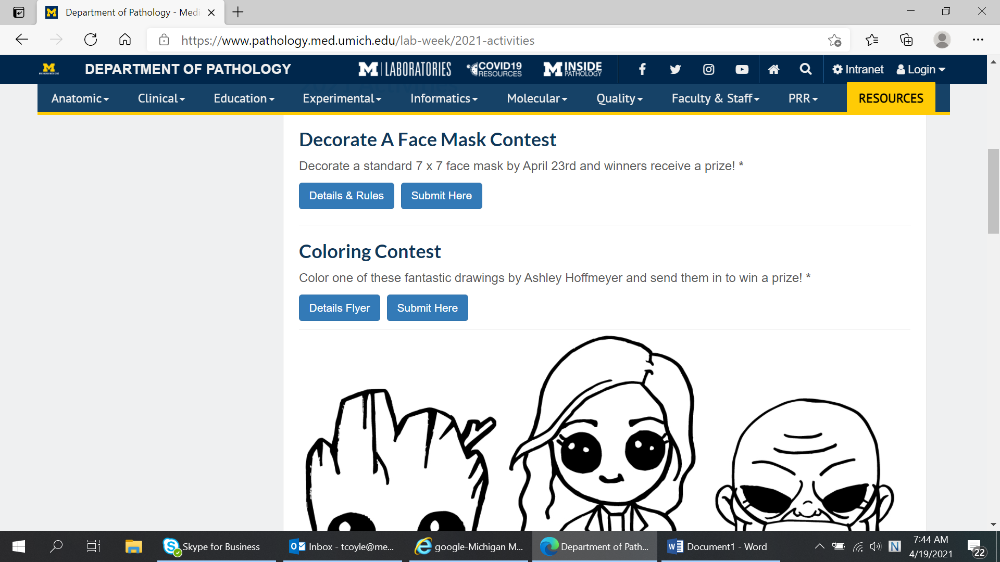 Department of Pathology - Medi
https://www.pathology.med.umich.edu/lab-week/2021-activities
MICHIGAN MEDICINE
DEPARTMENT OF PATHOLOGY
M LABORATORIES
COVID19 RESOURCES
M INSIDE PATHOLOGY
Intranet
Login
Anatomic
Clinical
Education
Experimental
Informatics
Molecular
Quality
Faculty & Staff
PRR
RESOURCES
Decorate A Face Mask Contest
Decorate a standard 7 x 7 face mask by April 23rd and winners receive a prize! *
Details & Rules
Submit Here
Coloring Contest
Color one of these fantastic drawings by Ashley Hoffmeyer and send them in to win a prize! *
Details Flyer
Submit Here
Skype for Business
Inbox - tcoyle@me...
google-Michigan M...
Department of Path...
Document1 - Word
N
7:44 AM
4/19/2021
22